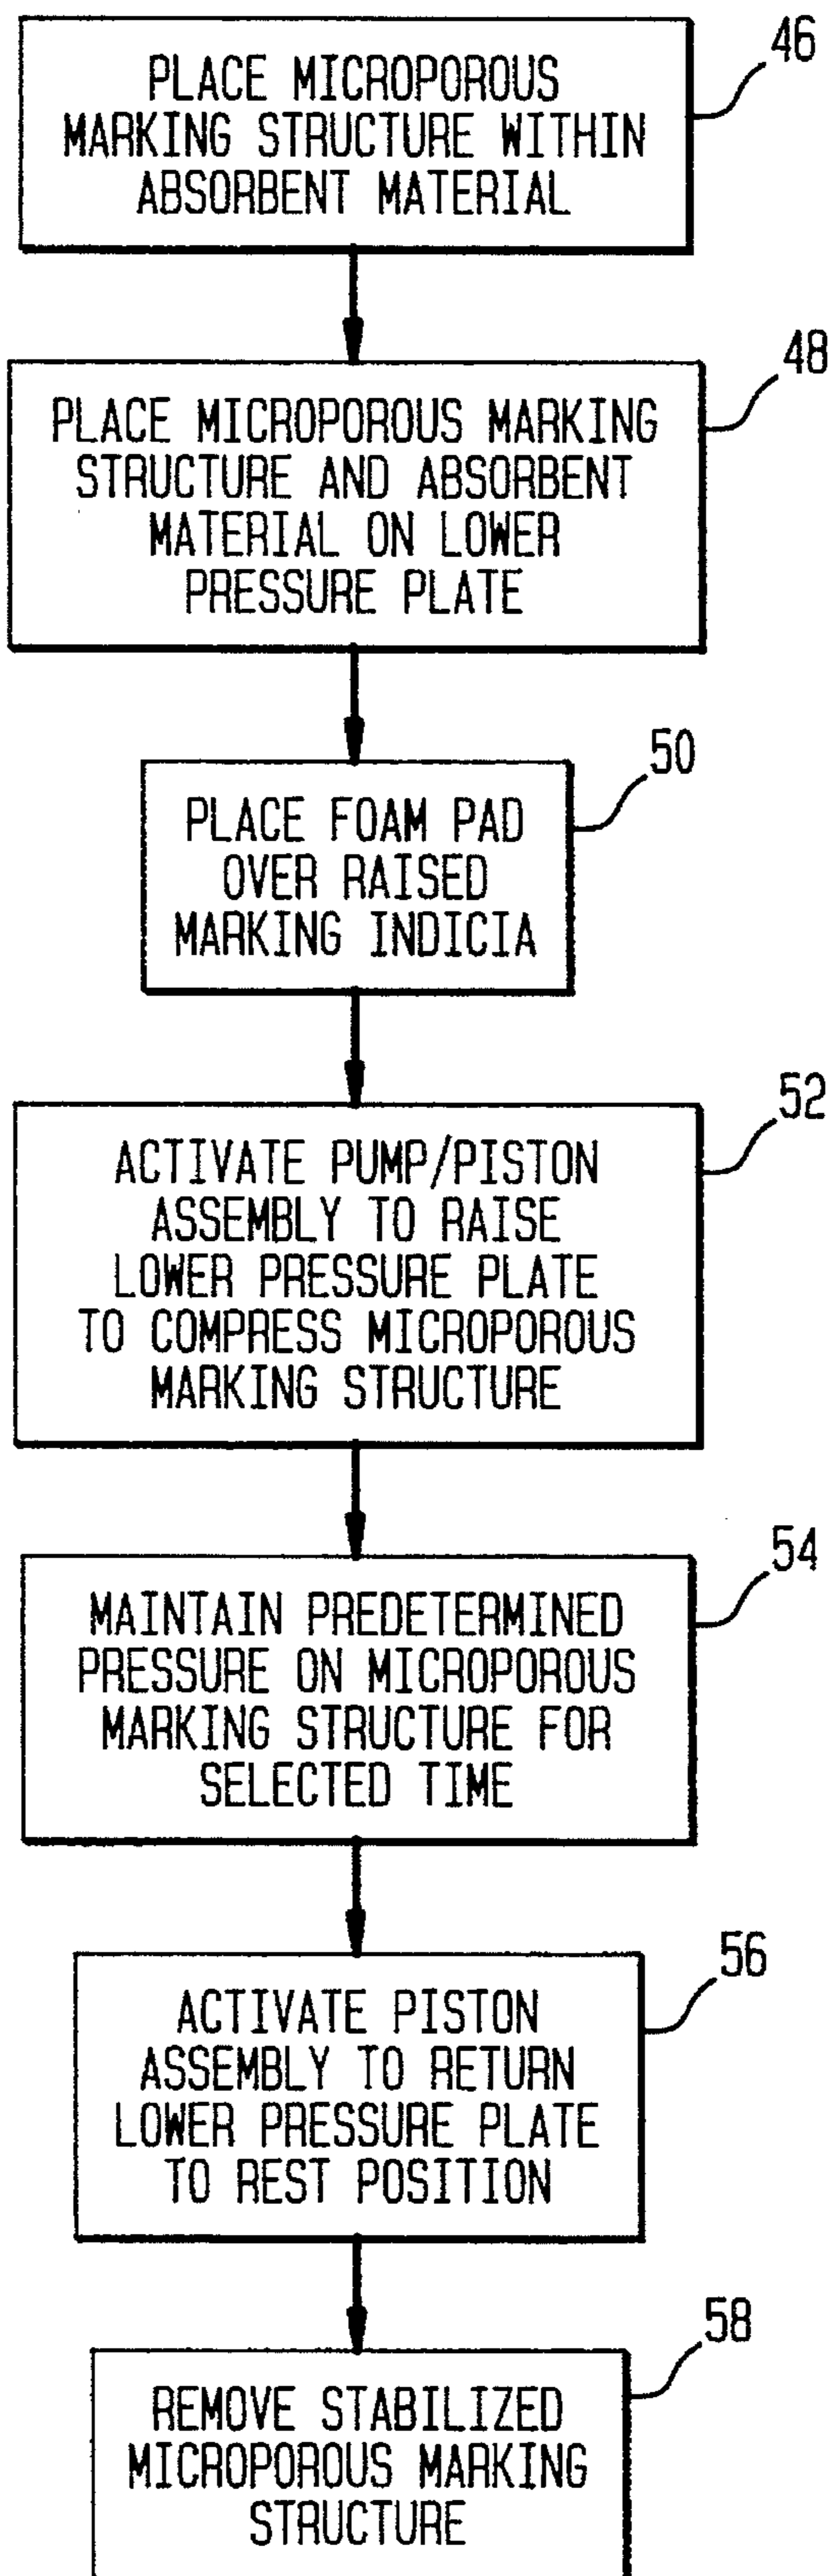 46
PLACE MICROPOROUS
MARKING STRUCTURE WITHIN
ABSORBENT MATERIAL
48
PLACE MICROPOROUS MARKING
STRUCTURE AND ABSORBENT
MATERIAL ON LOWER
PRESSURE PLATE
50
PLACE FOAM PAD
OVER RAISED
MARKING INDICIA
52
ACTIVATE PUMP/PISTON
ASSEMBLY TO RAISE
LOWER PRESSURE PLATE
TO COMPRESS MICROPOROUS
MARKING STRUCTURE
54
MAINTAIN PREDETERMINED
PRESSURE ON MICROPOROUS
MARKING STRUCTURE FOR
SELECTED TIME
56
ACTIVATE PISTON
ASSEMBLY TO RETURN
LOWER PRESSURE PLATE
TO REST POSITION
58
REMOVE STABILIZED
MICROPOROUS MARKING
STRUCTURE